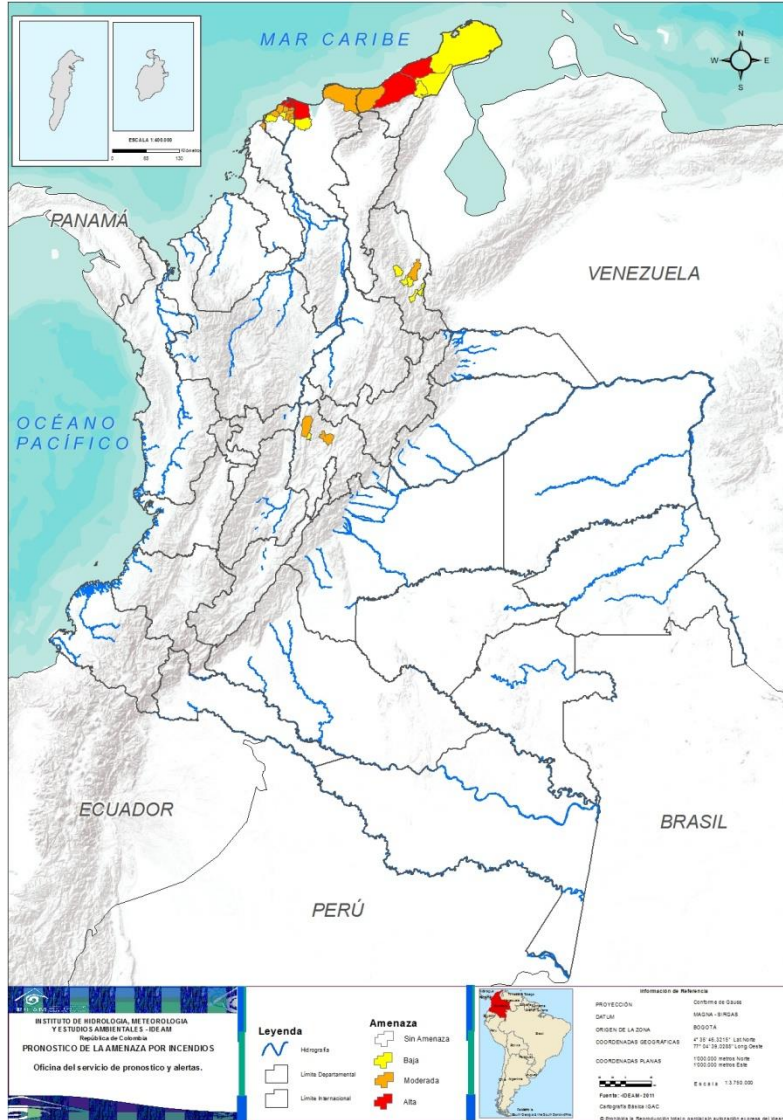 MAR CARIBE
N
W E
S
ESCALA 1:400.000
PANAMÁ
VENEZUELA
OCÉANO
PACÍFICO
ECUADOR
BRASIL
PERÚ
INSTITUTO DE HIDROLOGIA, METEOROLOGIA
Y ESTUDIOS AMBIENTALES - IDEAM
República de Colombia
PRONOSTICO DE LA AMENAZA POR INCENDIOS
Oficina del servicio de pronostico y alertas.
Leyenda
Hidrografía
Límite Departamental
Límite Internacional
Amenaza
Sin Amenaza
Baja
Moderada
Alta
Información de Referencia
PROYECCIÓN Conforme de Gauss
DATUM MAGNA - SIRGAS
ORIGEN DE LA ZONA BOGOTÁ
COORDENADAS GEOGRÁFICAS
COORDENADAS PLANAS 1'000.000 metros Norte
1'000.000 metros Este
Escala 1:3.750.000
Fuente: IDEAM - 2011
Cartografía Básica IGAC